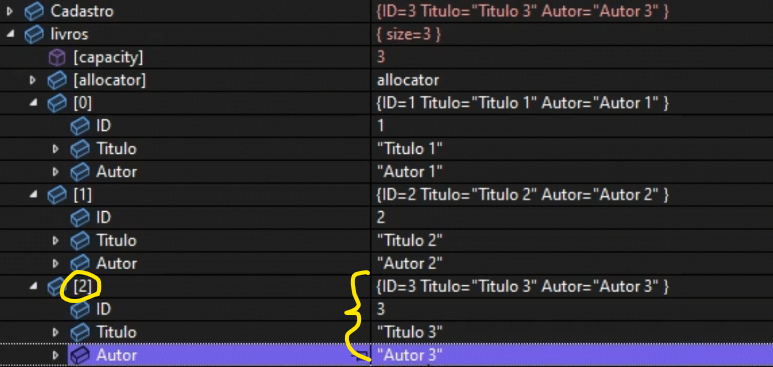 Cadastro {ID=3 Titulo="Titulo 3" Autor="Autor 3" }
livros { size=3 }
[capacity] 3
[allocator] allocator
[0] {ID=1 Titulo="Titulo 1" Autor="Autor 1" }
ID 1
Titulo "Titulo 1"
Autor "Autor 1"
[1] {ID=2 Titulo="Titulo 2" Autor="Autor 2" }
ID 2
Titulo "Titulo 2"
Autor "Autor 2"
[2] {ID=3 Titulo="Titulo 3" Autor="Autor 3" }
ID 3
Titulo "Titulo 3"
Autor "Autor 3"